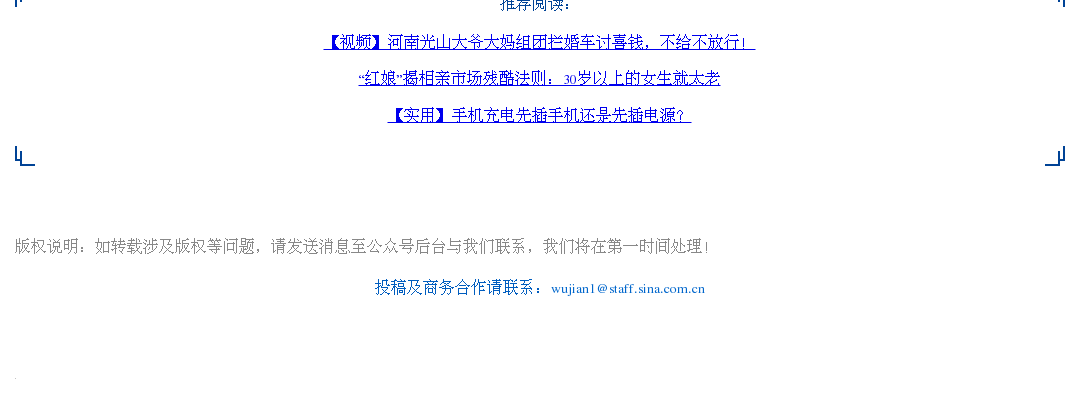 推荐阅读：
【视频】河南光山大爷大妈组团拦婚车讨喜钱，不给不放行！
“红娘”揭相亲市场残酷法则：30岁以上的女生就太老
【实用】手机充电先插手机还是先插电源？
版权说明：如转载涉及版权等问题，请发送消息至公众号后台与我们联系，我们将在第一时间处理！
投稿及商务合作请联系：wujian1@staff.sina.com.cn